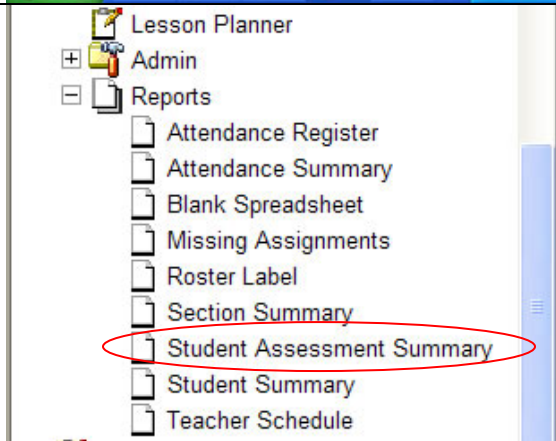 Lesson Planner
Admin
Reports
Attendance Register
Attendance Summary
Blank Spreadsheet
Missing Assignments
Roster Label
Section Summary
Student Assessment Summary
Student Summary
Teacher Schedule